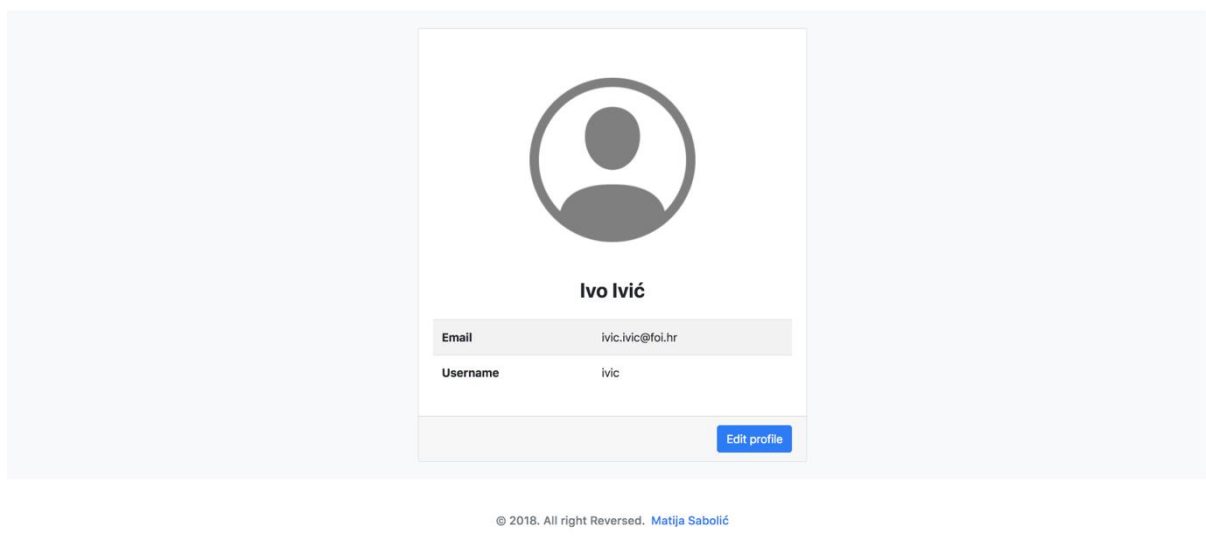 Ivo Ivić
Email ivic.ivic@foi.hr
Username ivic
Edit profile
© 2018. All right Reversed. Matija Sabolić